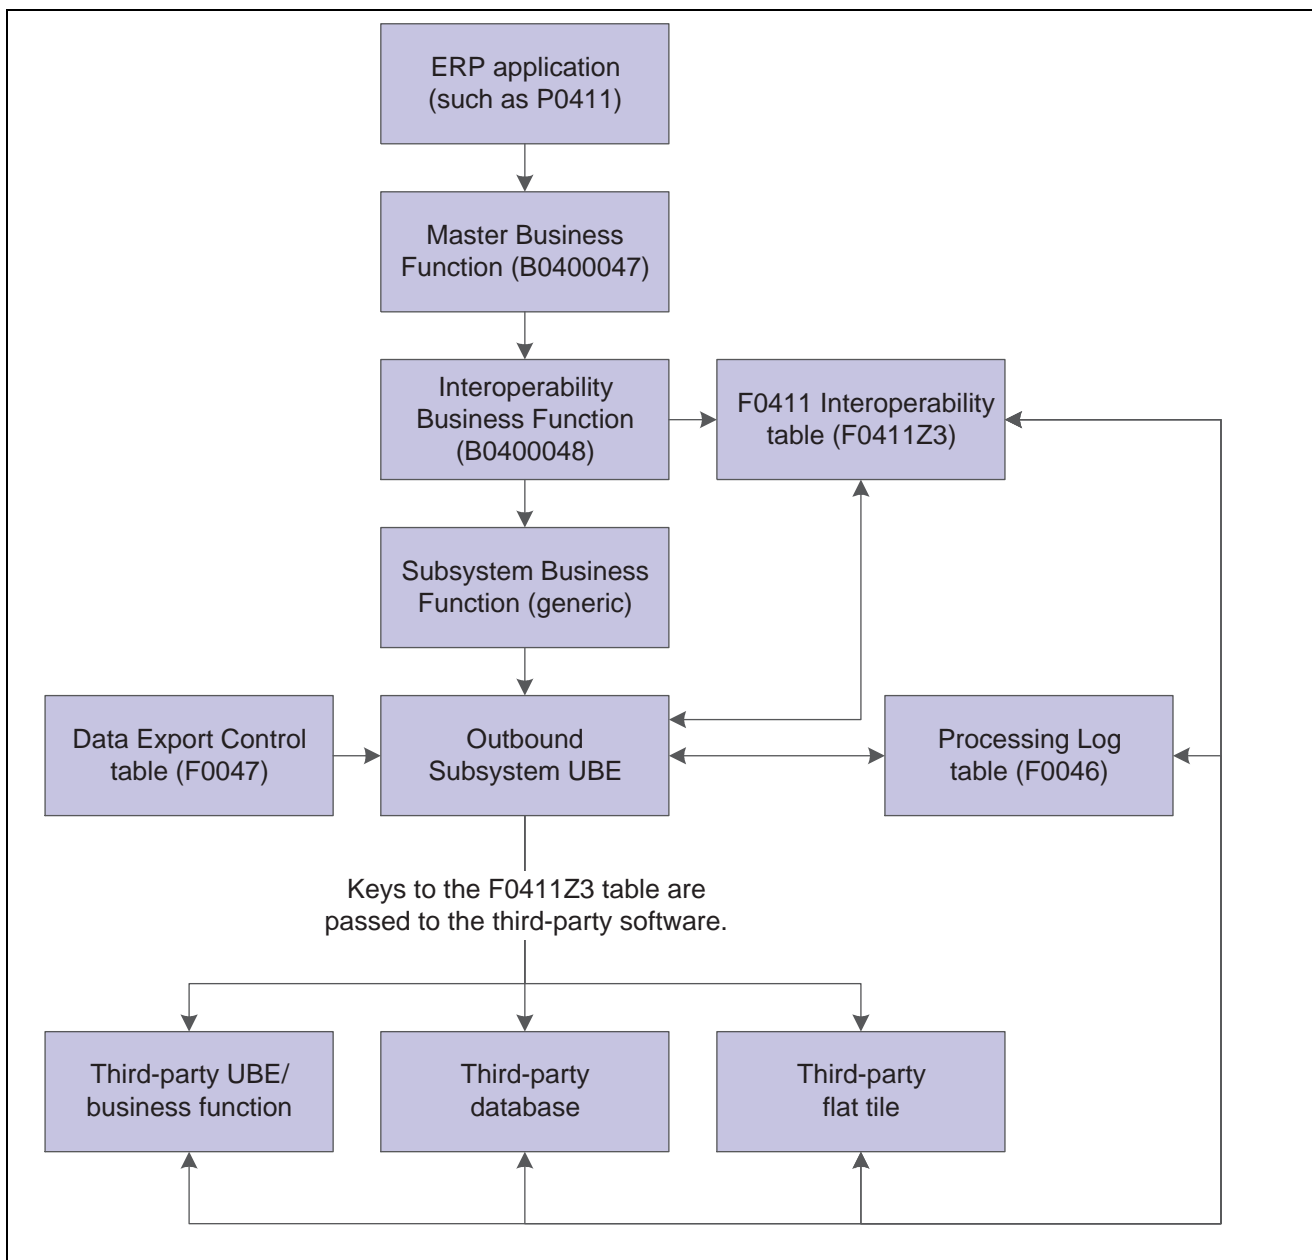 ERP application
(such as P0411)
Master Business
Function (B0400047)
Interoperability
Business Function
(B0400048)
F0411 Interoperability
table (F0411Z3)
Subsystem Business
Function (generic)
Data Export Control
table (F0047)
Outbound
Subsystem UBE
Processing Log
table (F0046)
Keys to the F0411Z3 table are
passed to the third-party software.
Third-party UBE/
business function
Third-party
database
Third-party
flat tile